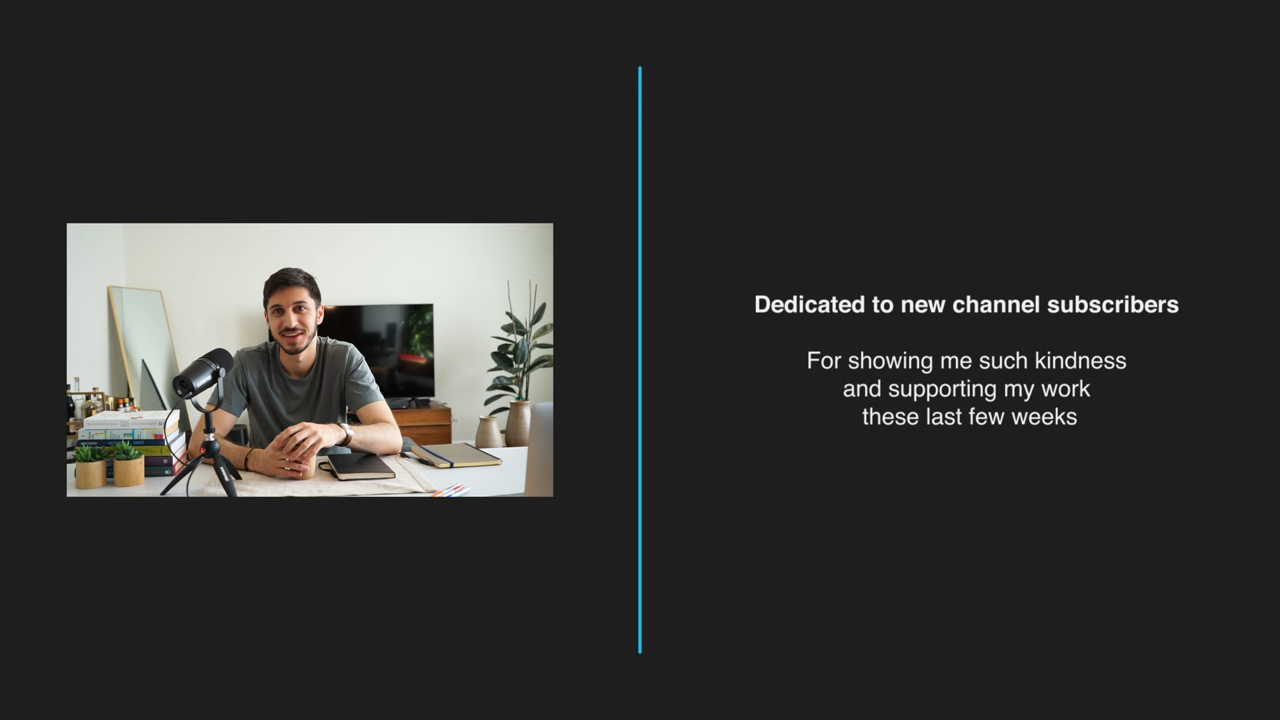 Dedicated to new channel subscribers
For showing me such kindness
and supporting my work
these last few weeks